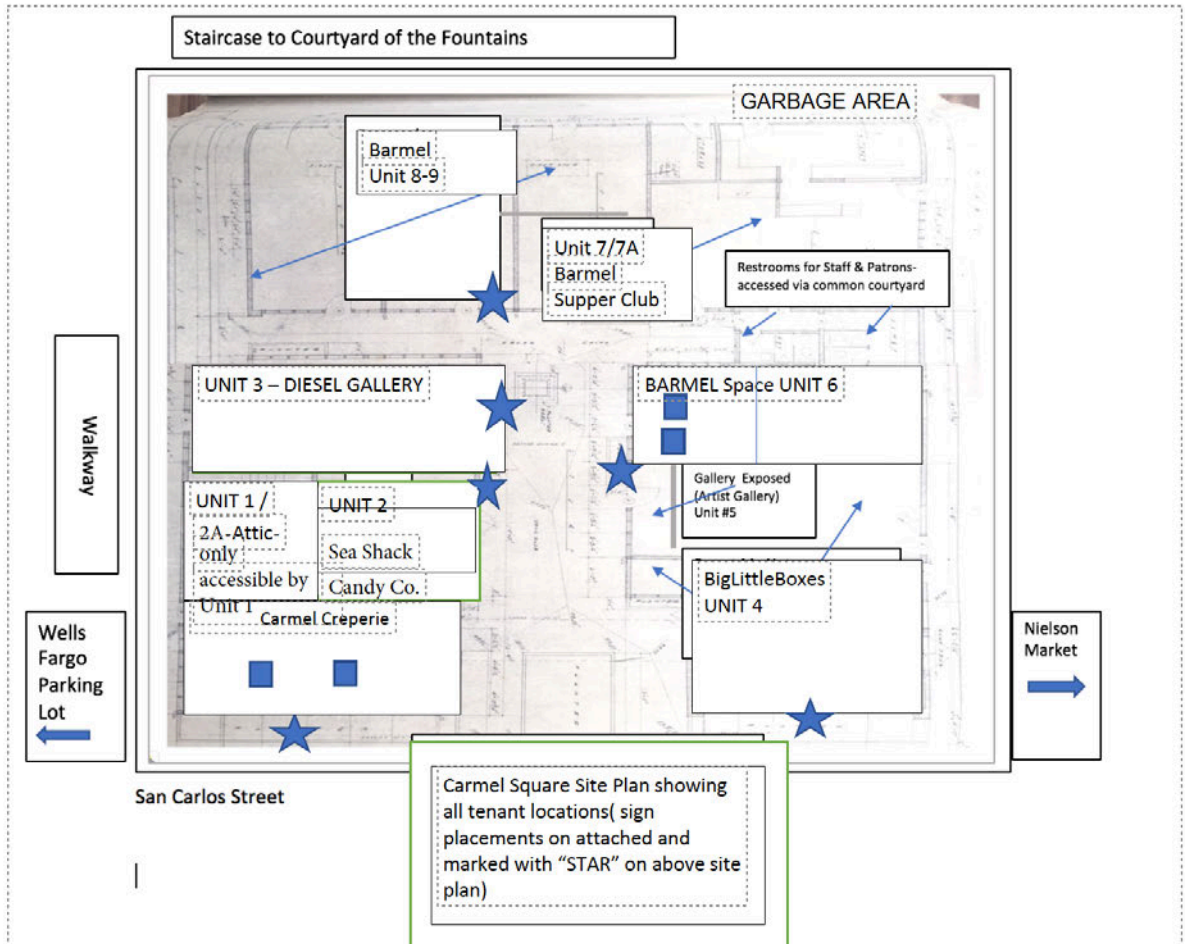 Staircase to Courtyard of the Fountains
GARBAGE AREA
Barmel
Unit 8-9
Unit 7/7A
Barmel
Supper Club
Restrooms for Staff & Patrons-
accessed via common courtyard
UNIT 3 – DIESEL GALLERY
BARMEL Space UNIT 6
Walkway
UNIT 1 /
2A-Attic-
only
accessible by
Unit 1
UNIT 2
Sea Shack
Candy Co.
Gallery Exposed
(Artist Gallery)
Unit #5
BigLittleBoxes
UNIT 4
Carmel Creperie
Wells
Fargo
Parking
Lot
Nielson
Market
San Carlos Street
Carmel Square Site Plan showing
all tenant locations( sign
placements on attached and
marked with “STAR” on above site
plan)